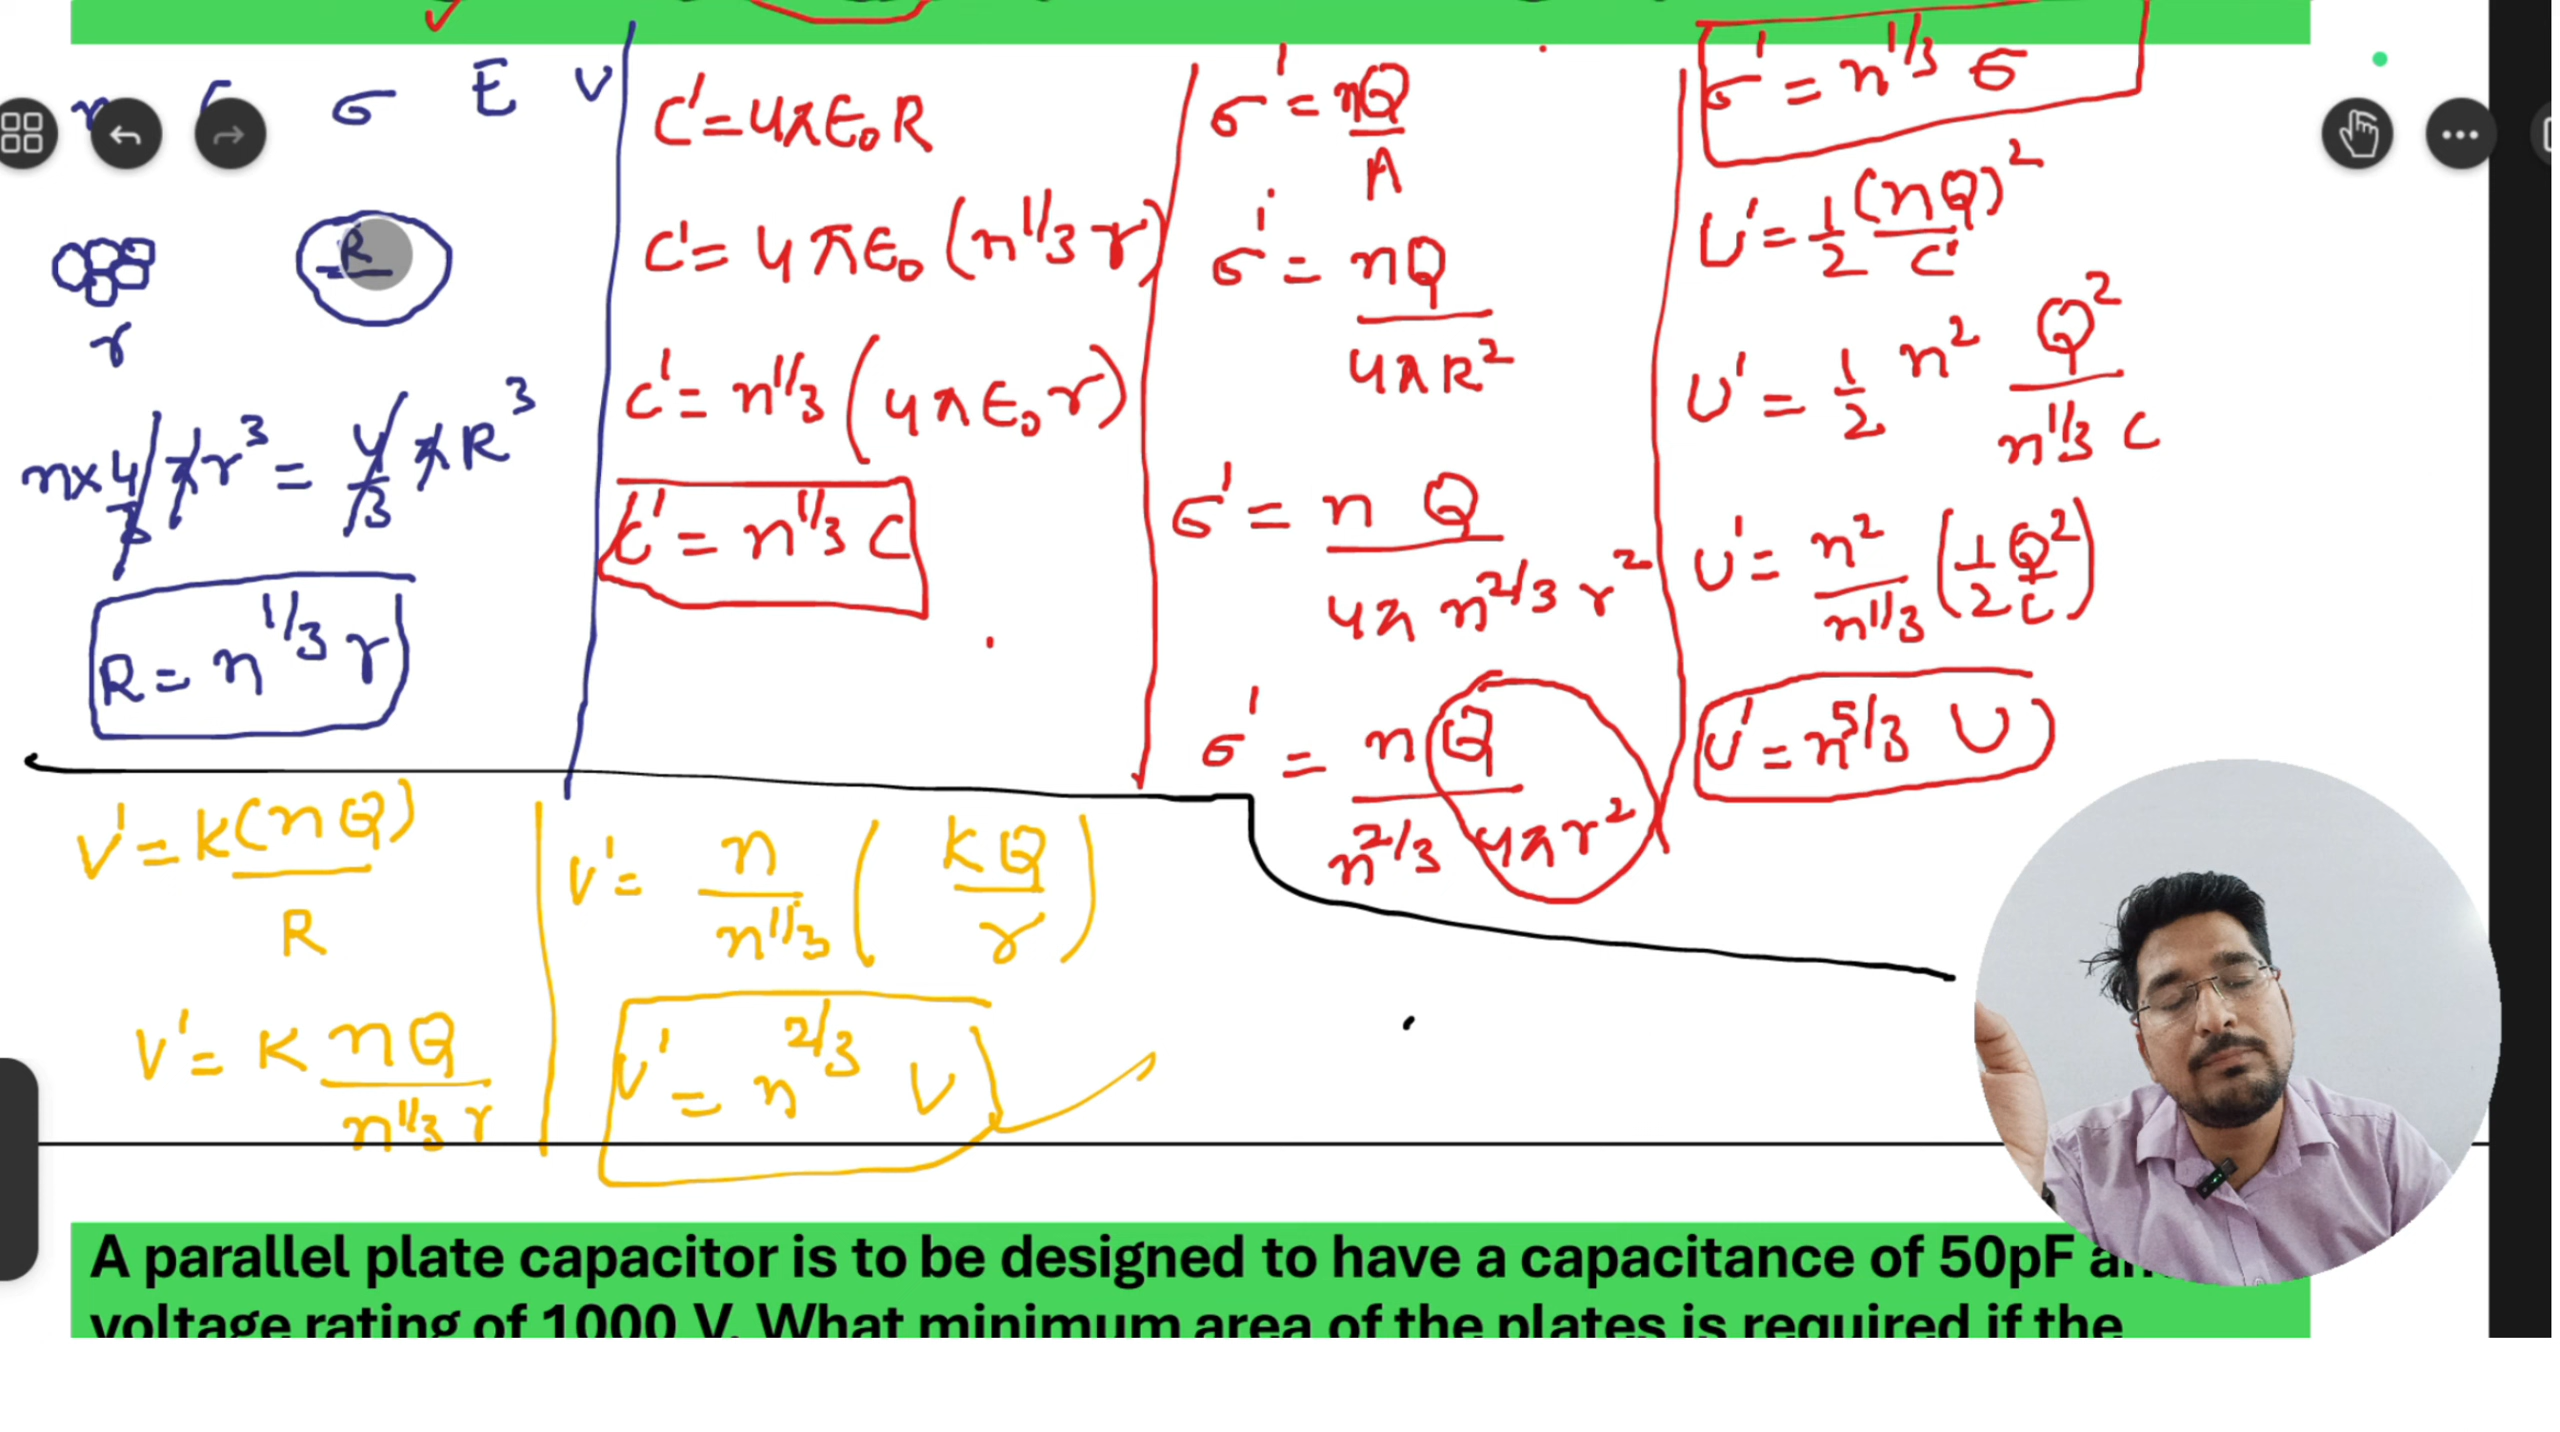 r C σ E V
r
R
n×4/3 πr³ = 4/3 πR³
R = n^1/3 r
C' = 4πε₀R
C' = 4πε₀ (n^1/3 r)
C' = n^1/3 (4πε₀r)
C' = n^1/3 C
σ' = nQ/A
σ' = nQ/4πR²
σ' = n Q/4π n^2/3 r²
σ' = nQ/n^2/3 4πr²
σ' = n^1/3 σ
U' = 1/2 (nQ)²/C'
U' = 1/2 n² Q²/n^1/3 C
U' = n²/n^1/3 (1/2 Q²/C)
U' = n^5/3 U
V' = K(nQ)/R
V' = K nQ/n^1/3 r
V' = n/n^1/3 (KQ/r)
V' = n^2/3 V
A parallel plate capacitor is to be designed to have a capacitance of 50pF
voltage rating of 1000 V. What minimum area of the plates is required if the